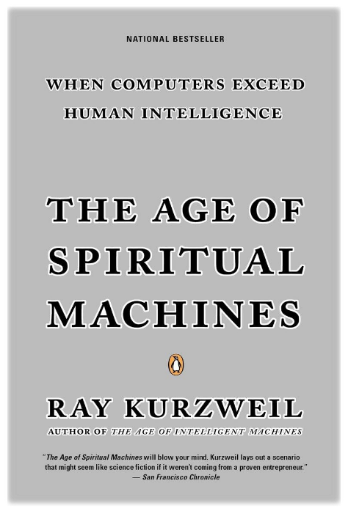 NATIONAL BESTSELLER
WHEN COMPUTERS EXCEED
HUMAN INTELLIGENCE
THE AGE OF
SPIRITUAL
MACHINES
RAY KURZWEIL
AUTHOR OF THE AGE OF INTELLIGENT MACHINES
"The Age of Spiritual Machines will blow your mind. Kurzweil lays out a scenario
that might seem like science fiction if it weren't coming from a proven entrepreneur."
— San Francisco Chronicle